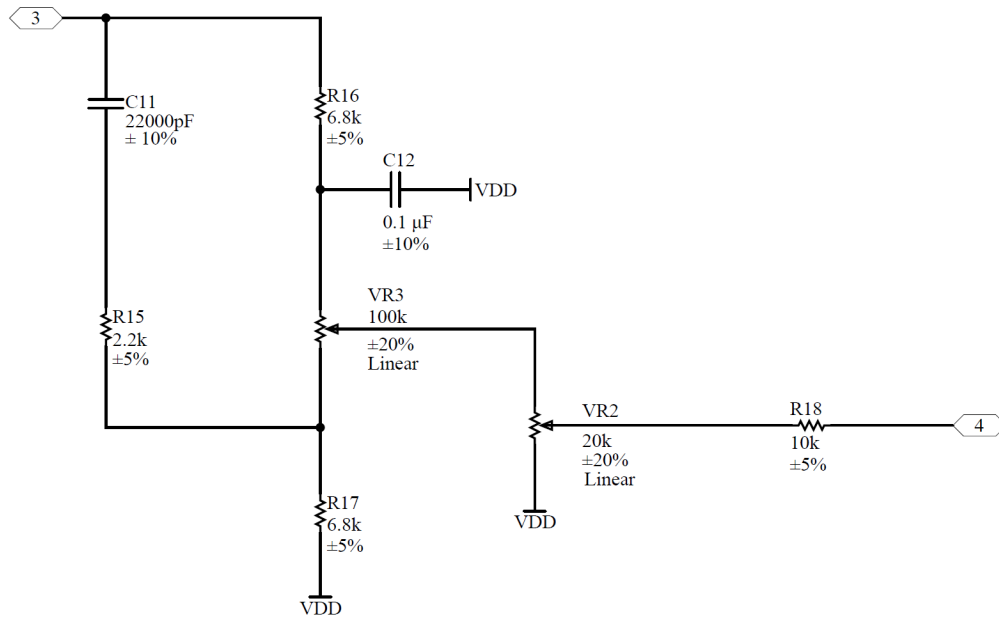 3
C11
22000pF
± 10%
R16
6.8k
±5%
C12
VDD
0.1 µF
±10%
VR3
100k
±20%
Linear
R15
2.2k
±5%
VR2
20k
±20%
Linear
R18
10k
±5%
4
R17
6.8k
±5%
VDD
VDD